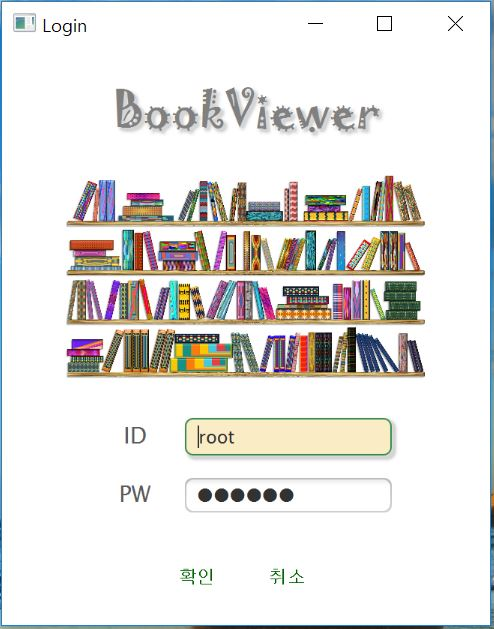 Login
BookViewer
ID root
PW ●●●●●●
확인 취소